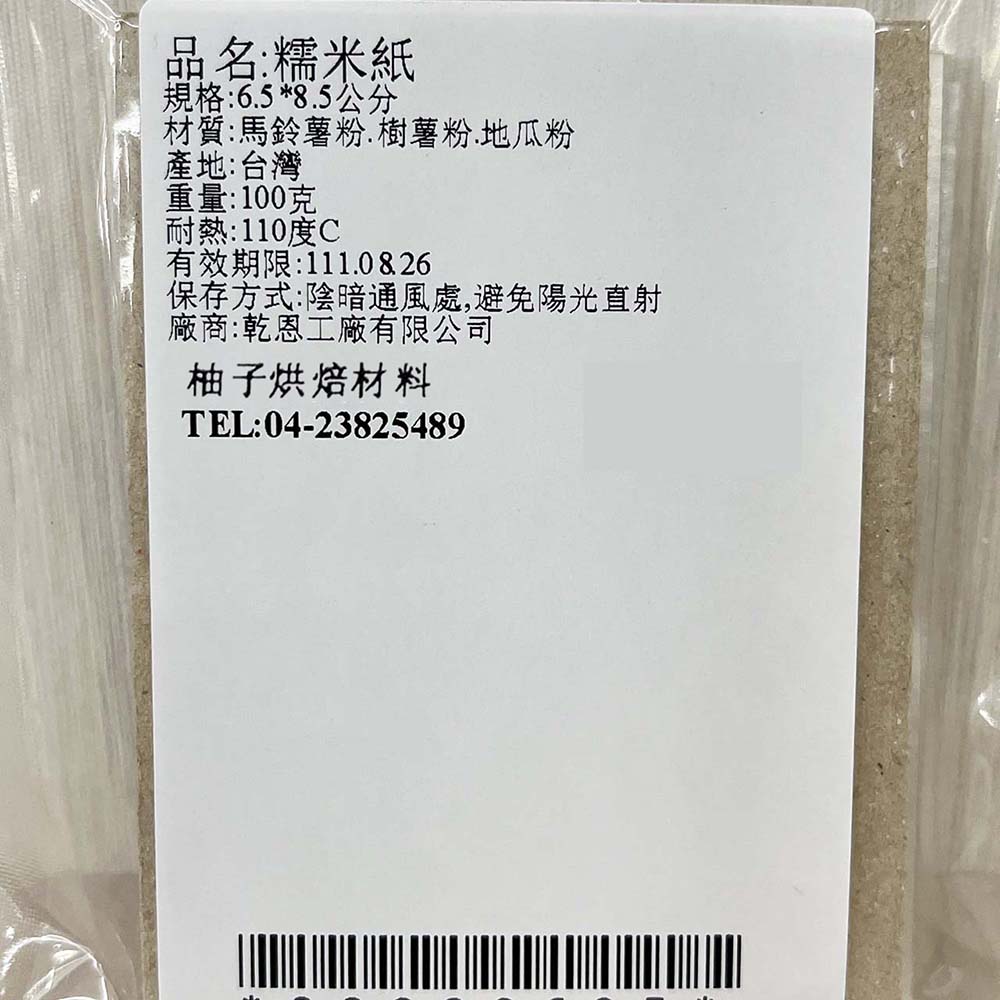 品名:糯米紙
規格:6.5*8.5公分
材質:馬鈴薯粉.樹薯粉.地瓜粉
產地:台灣
重量:100克
耐熱:110度C
有效期限:111.08.26
保存方式:陰暗通風處,避免陽光直射
廠商:乾恩工廠有限公司
柚子烘焙材料
TEL:04-23825489